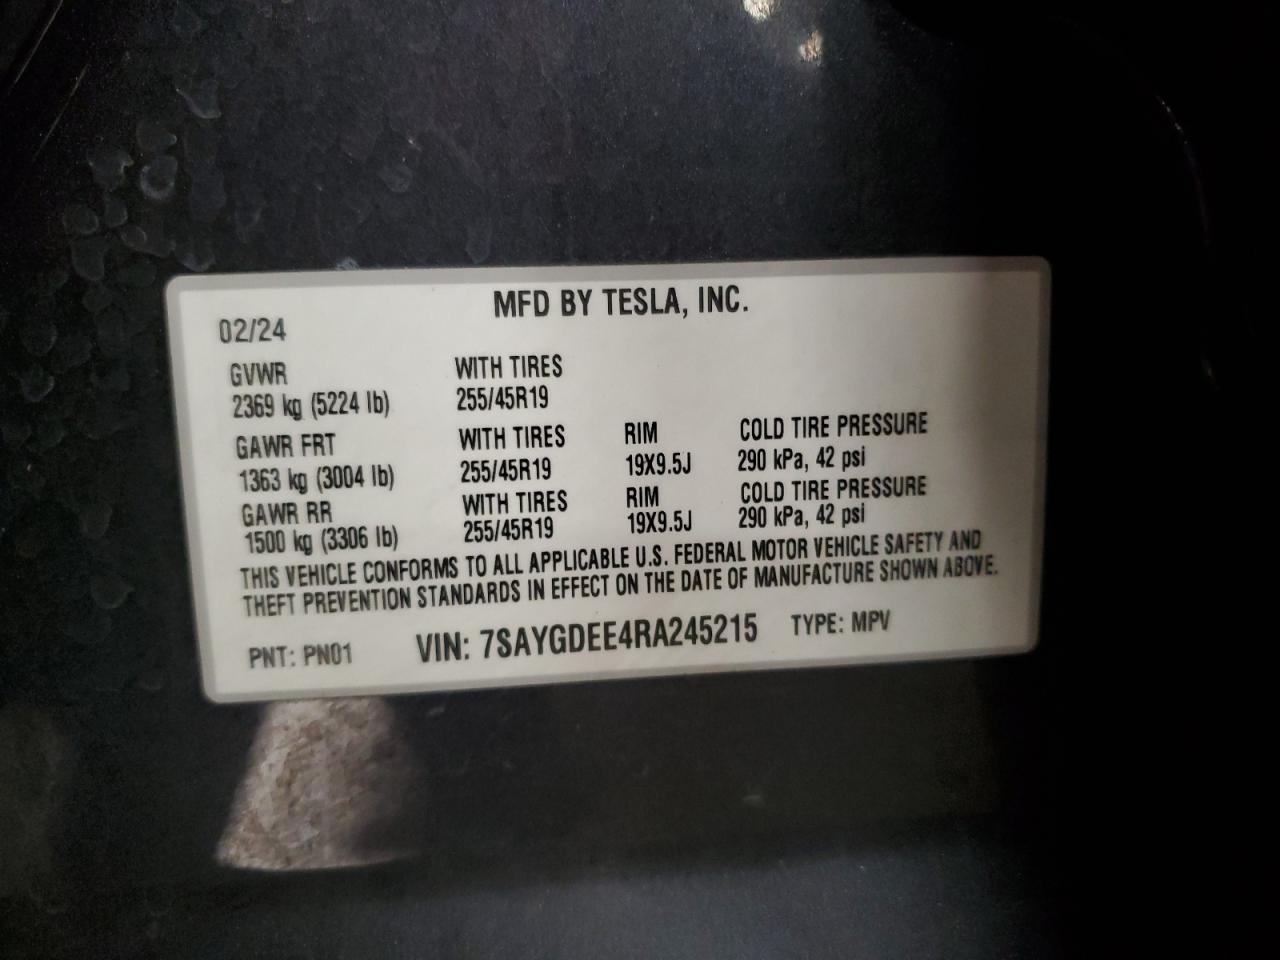 MFD BY TESLA, INC.
02/24
GVWR WITH TIRES
2369 kg (5224 lb) 255/45R19
GAWR FRT WITH TIRES RIM COLD TIRE PRESSURE
1363 kg (3004 lb) 255/45R19 19X9.5J 290 kPa, 42 psi
GAWR RR WITH TIRES RIM COLD TIRE PRESSURE
1500 kg (3306 lb) 255/45R19 19X9.5J 290 kPa, 42 psi
THIS VEHICLE CONFORMS TO ALL APPLICABLE U.S. FEDERAL MOTOR VEHICLE SAFETY AND
THEFT PREVENTION STANDARDS IN EFFECT ON THE DATE OF MANUFACTURE SHOWN ABOVE.
PNT: PN01 VIN: 7SAYGDEE4RA245215 TYPE: MPV